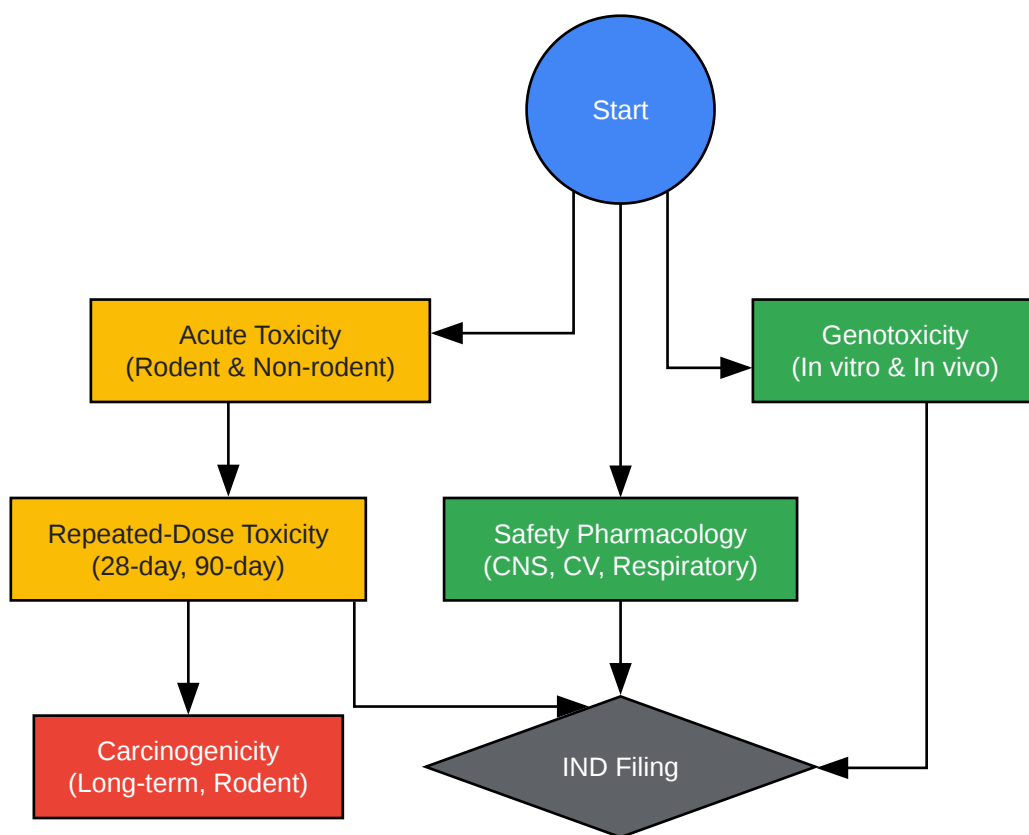 Start
Acute Toxicity
(Rodent & Non-rodent)
Genotoxicity
(In vitro & In vivo)
Repeated-Dose Toxicity
(28-day, 90-day)
Safety Pharmacology
(CNS, CV, Respiratory)
Carcinogenicity
(Long-term, Rodent)
IND Filing